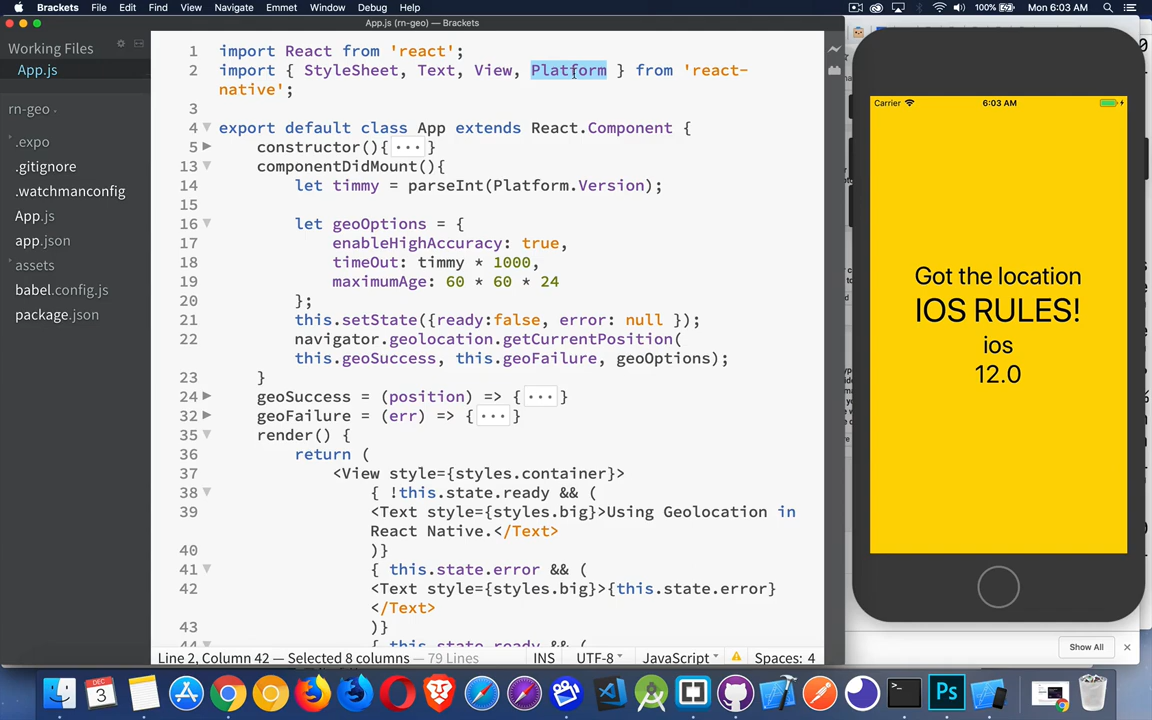 Brackets File Edit Find View Navigate Emmet Window Debug Help 100% Mon 6:03 AM
App.js (rn-geo) — Brackets
Working Files
App.js
rn-geo
.expo
.gitignore
.watchmanconfig
App.js
app.json
assets
babel.config.js
package.json
1 import React from 'react';
2 import { StyleSheet, Text, View, Platform } from 'react-
native';
3
4 export default class App extends React.Component {
5 constructor(){ ... }
13 componentDidMount(){
14 let timmy = parseInt(Platform.Version);
15
16 let geoOptions = {
17 enableHighAccuracy: true,
18 timeOut: timmy * 1000,
19 maximumAge: 60 * 60 * 24
20 };
21 this.setState({ready:false, error: null });
22 navigator.geolocation.getCurrentPosition(
this.geoSuccess, this.geoFailure, geoOptions);
23 }
24 geoSuccess = (position) => { ... }
32 geoFailure = (err) => { ... }
35 render() {
36 return (
37 <View style={styles.container}>
38 { !this.state.ready && (
39 <Text style={styles.big}>Using Geolocation in
React Native.</Text>
40 )}
41 { this.state.error && (
42 <Text style={styles.big}>{this.state.error}
</Text>
43 )}
44 { this.state.ready && (
Line 2, Column 42 — Selected 8 columns — 79 Lines INS UTF-8 JavaScript Spaces: 4
Carrier 6:03 AM
Got the location
IOS RULES!
ios
12.0
Show All
DEC
3
Ps